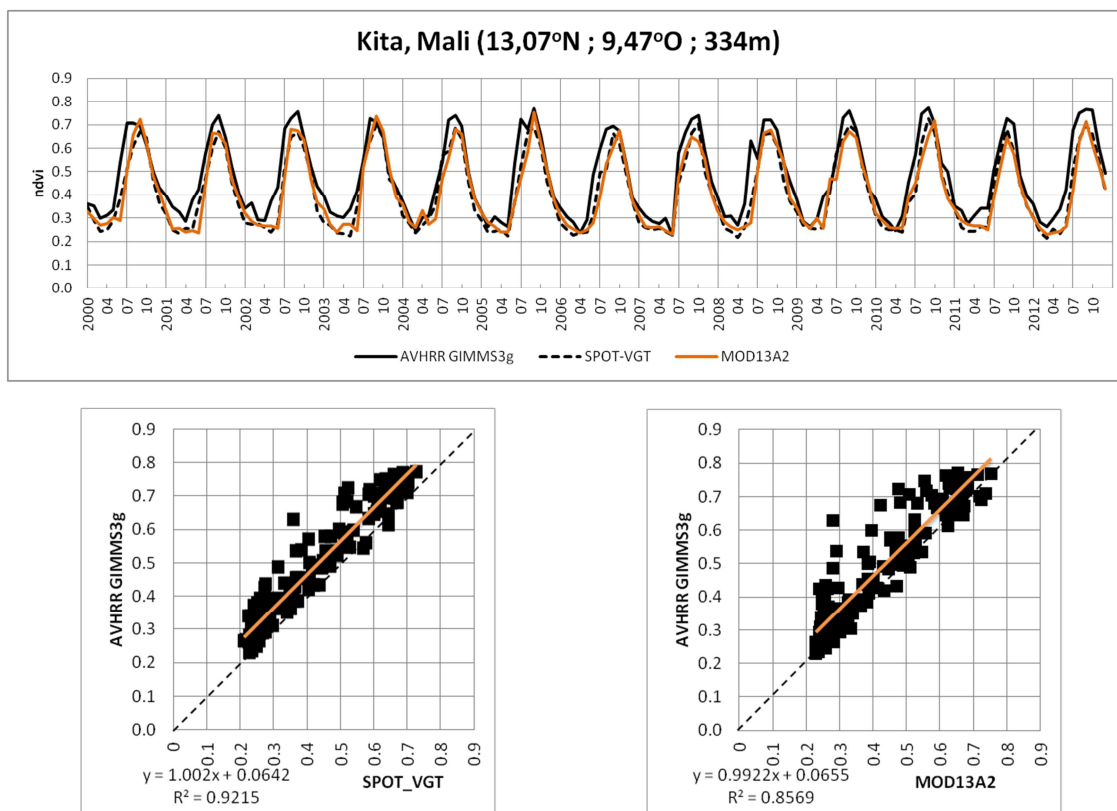 Kita, Mali (13,07°N ; 9,47°O ; 334m)
ndvi
0.9
0.8
0.7
0.6
0.5
0.4
0.3
0.2
0.1
0.0
2000 04 07 10 2001 04 07 10 2002 04 07 10 2003 04 07 10 2004 04 07 10 2005 04 07 10 2006 04 07 10 2007 04 07 10 2008 04 07 10 2009 04 07 10 2010 04 07 10 2011 04 07 10 2012 04 07 10
AVHRR GIMMS3g SPOT-VGT MOD13A2
AVHRR GIMMS3g
0.9
0.8
0.7
0.6
0.5
0.4
0.3
0.2
0.1
0.0
0 0.1 0.2 0.3 0.4 0.5 0.6 0.7 0.8 0.9
SPOT_VGT
y = 1.002x + 0.0642
R² = 0.9215
AVHRR GIMMS3g
0.9
0.8
0.7
0.6
0.5
0.4
0.3
0.2
0.1
0.0
0 0.1 0.2 0.3 0.4 0.5 0.6 0.7 0.8 0.9
MOD13A2
y = 0.9922x + 0.0655
R² = 0.8569